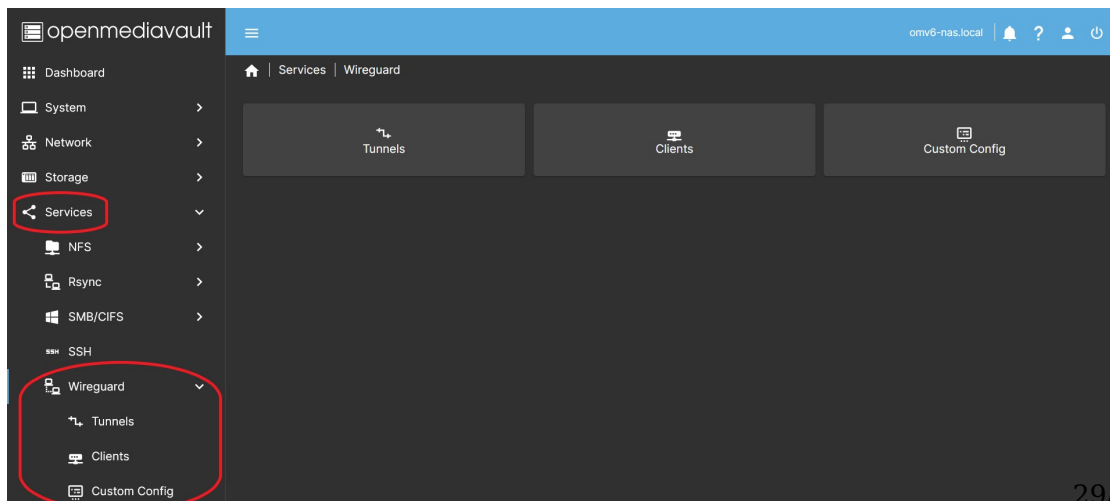 openmediavault
omv6-nas.local
Dashboard
System
Network
Storage
Services
NFS
Rsync
SMB/CIFS
SSH SSH
Wireguard
Tunnels
Clients
Custom Config
Services | Wireguard
Tunnels
Clients
Custom Config
29